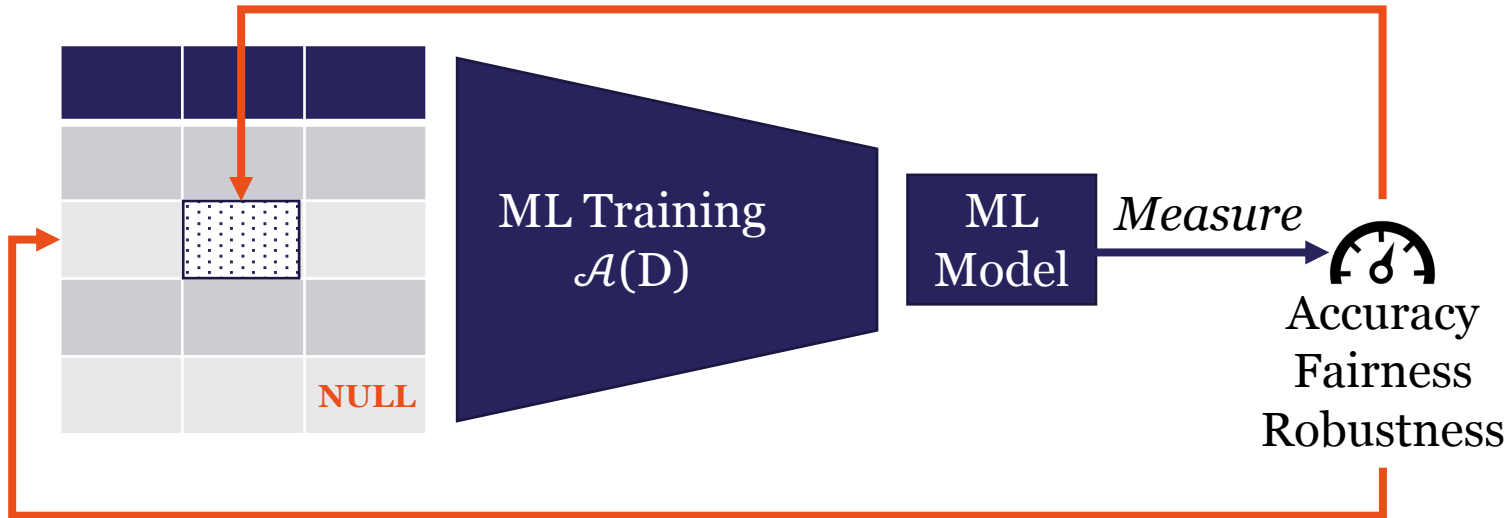 NULL
ML Training
𝒜(D)
ML
Model
Measure
Accuracy
Fairness
Robustness